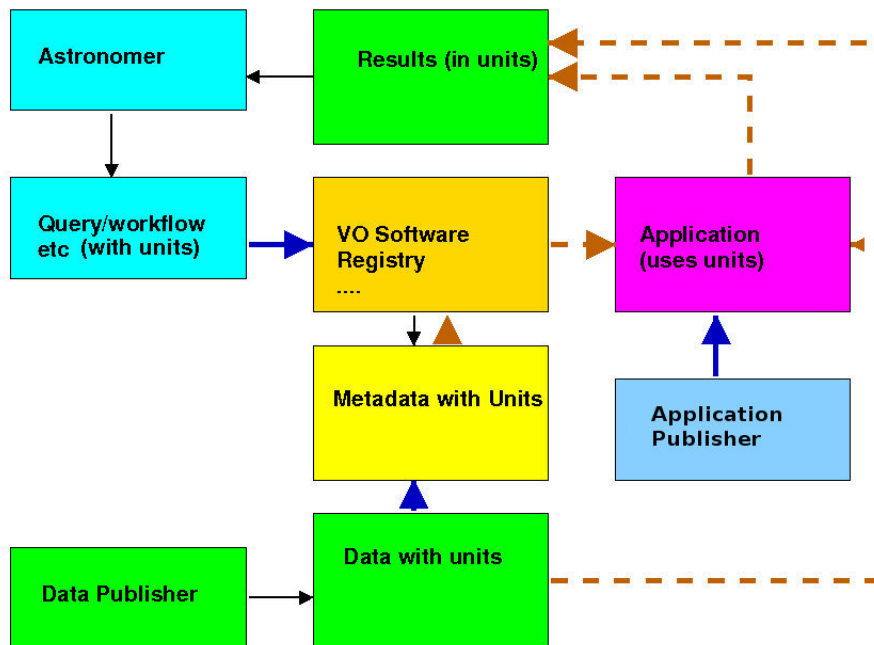 Astronomer
Results (in units)
Query/workflow
etc (with units)
VO Software
Registry
....
Application
(uses units)
Metadata with Units
Application
Publisher
Data with units
Data Publisher